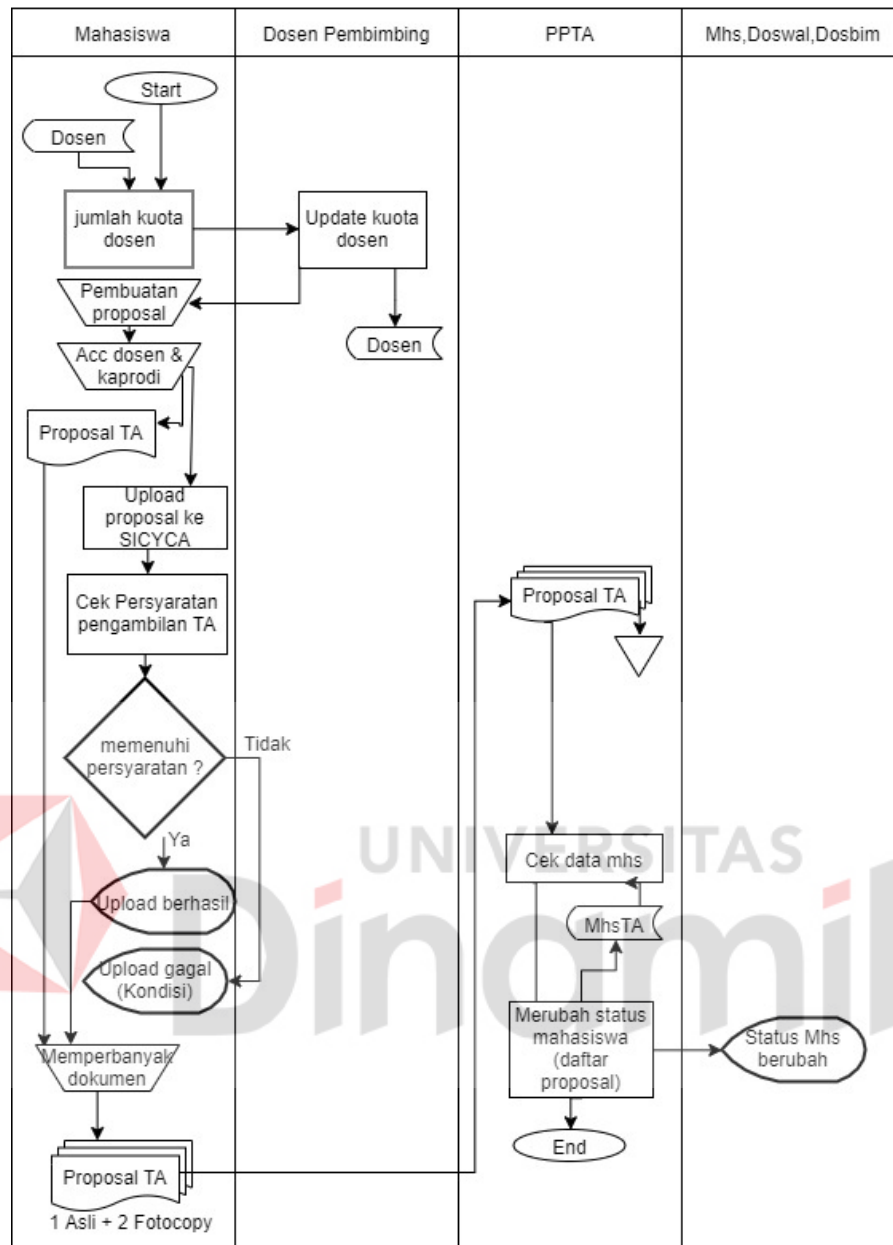 Mahasiswa
Dosen Pembimbing
PPTA
Mhs,Doswal,Dosbim
Start
Dosen
jumlah kuota
dosen
Update kuota
dosen
Pembuatan
proposal
Dosen
Acc dosen &
kaprodi
Proposal TA
Upload
proposal ke
SICYCA
Cek Persyaratan
pengambilan TA
Proposal TA
memenuhi
persyaratan ?
Tidak
Ya
UNIVERSITAS
Dinamik
Cek data mhs
Upload berhasil
MhsTA
Upload gagal
(Kondisi)
Merubah status
mahasiswa
(daftar
proposal)
Status Mhs
berubah
Memperbanyak
dokumen
End
Proposal TA
1 Asli + 2 Fotocopy